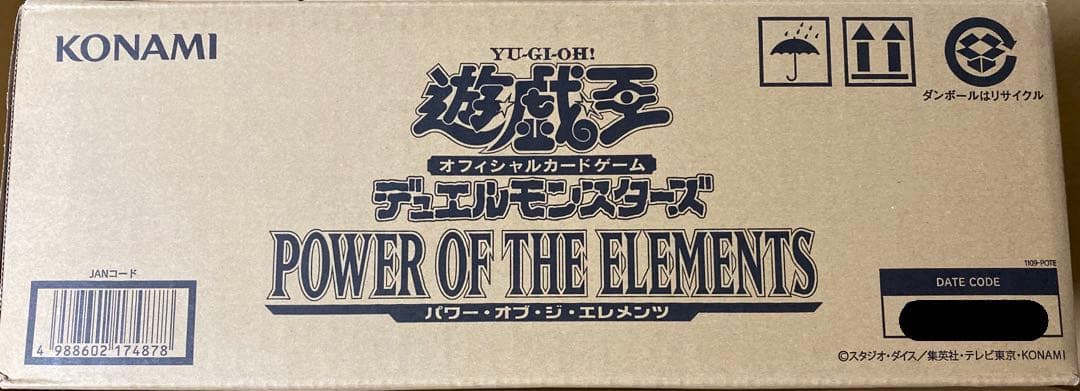 KONAMI
YU-GI-OH!
遊戯王
オフィシャルカードゲーム
デュエルモンスターズ
POWER OF THE ELEMENTS
パワー・オブ・ジ・エレメンツ
ダンボールはリサイクル
JANコード
4 988602 174878
1109-POTE
DATE CODE
©スタジオ・ダイス/集英社・テレビ東京・KONAMI